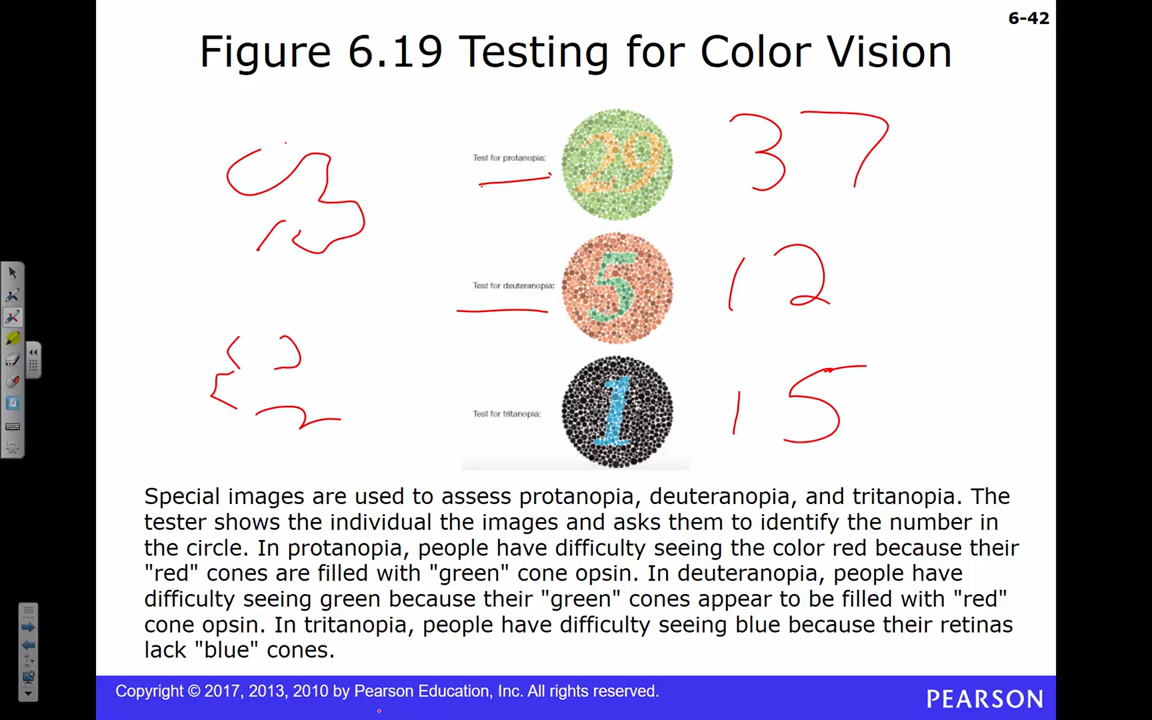 6-42
Figure 6.19 Testing for Color Vision
Test for protanopia:
29
37
Test for deuteranopia:
5
12
Test for tritanopia:
1
15
Special images are used to assess protanopia, deuteranopia, and tritanopia. The
tester shows the individual the images and asks them to identify the number in
the circle. In protanopia, people have difficulty seeing the color red because their
"red" cones are filled with "green" cone opsin. In deuteranopia, people have
difficulty seeing green because their "green" cones appear to be filled with "red"
cone opsin. In tritanopia, people have difficulty seeing blue because their retinas
lack "blue" cones.
Copyright © 2017, 2013, 2010 by Pearson Education, Inc. All rights reserved.
PEARSON